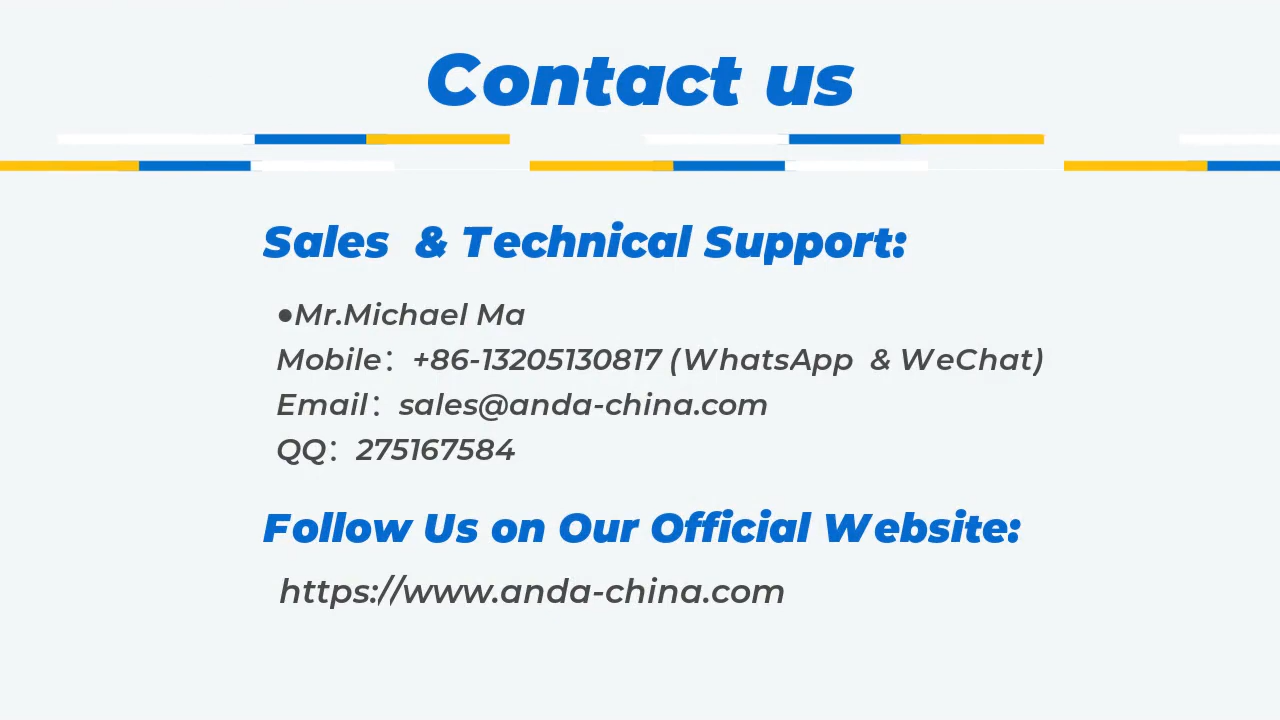 Contact us
Sales & Technical Support:
●Mr.Michael Ma
Mobile：+86-13205130817 (WhatsApp & WeChat)
Email：sales@anda-china.com
QQ：275167584
Follow Us on Our Official Website:
https://www.anda-china.com